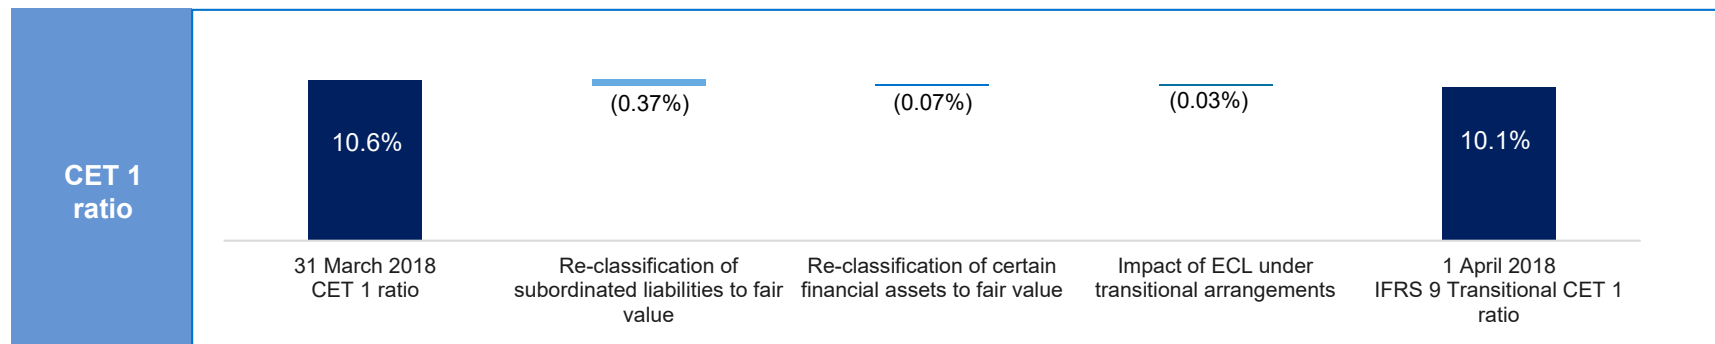 CET 1
ratio
10.6%
(0.37%)
(0.07%)
(0.03%)
10.1%
31 March 2018
CET 1 ratio
Re-classification of
subordinated liabilities to fair
value
Re-classification of certain
financial assets to fair value
Impact of ECL under
transitional arrangements
1 April 2018
IFRS 9 Transitional CET 1
ratio